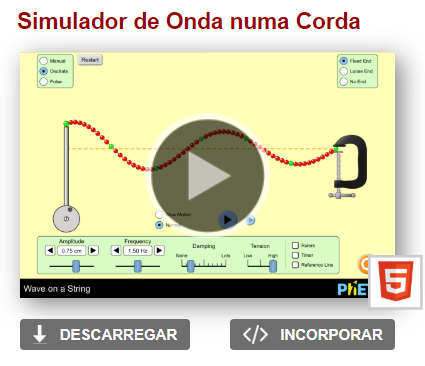 Simulador de Onda numa Corda
Manual
Oscillate
Pulse
Restart
Fixed End
Loose End
No End
Slow Motion
Normal
Amplitude
0.75 cm
Frequency
1.50 Hz
Damping
None
Lots
Tension
Low
High
Rulers
Timer
Reference Line
Wave on a String
PhET
5
DESCARREGAR
</> INCORPORAR